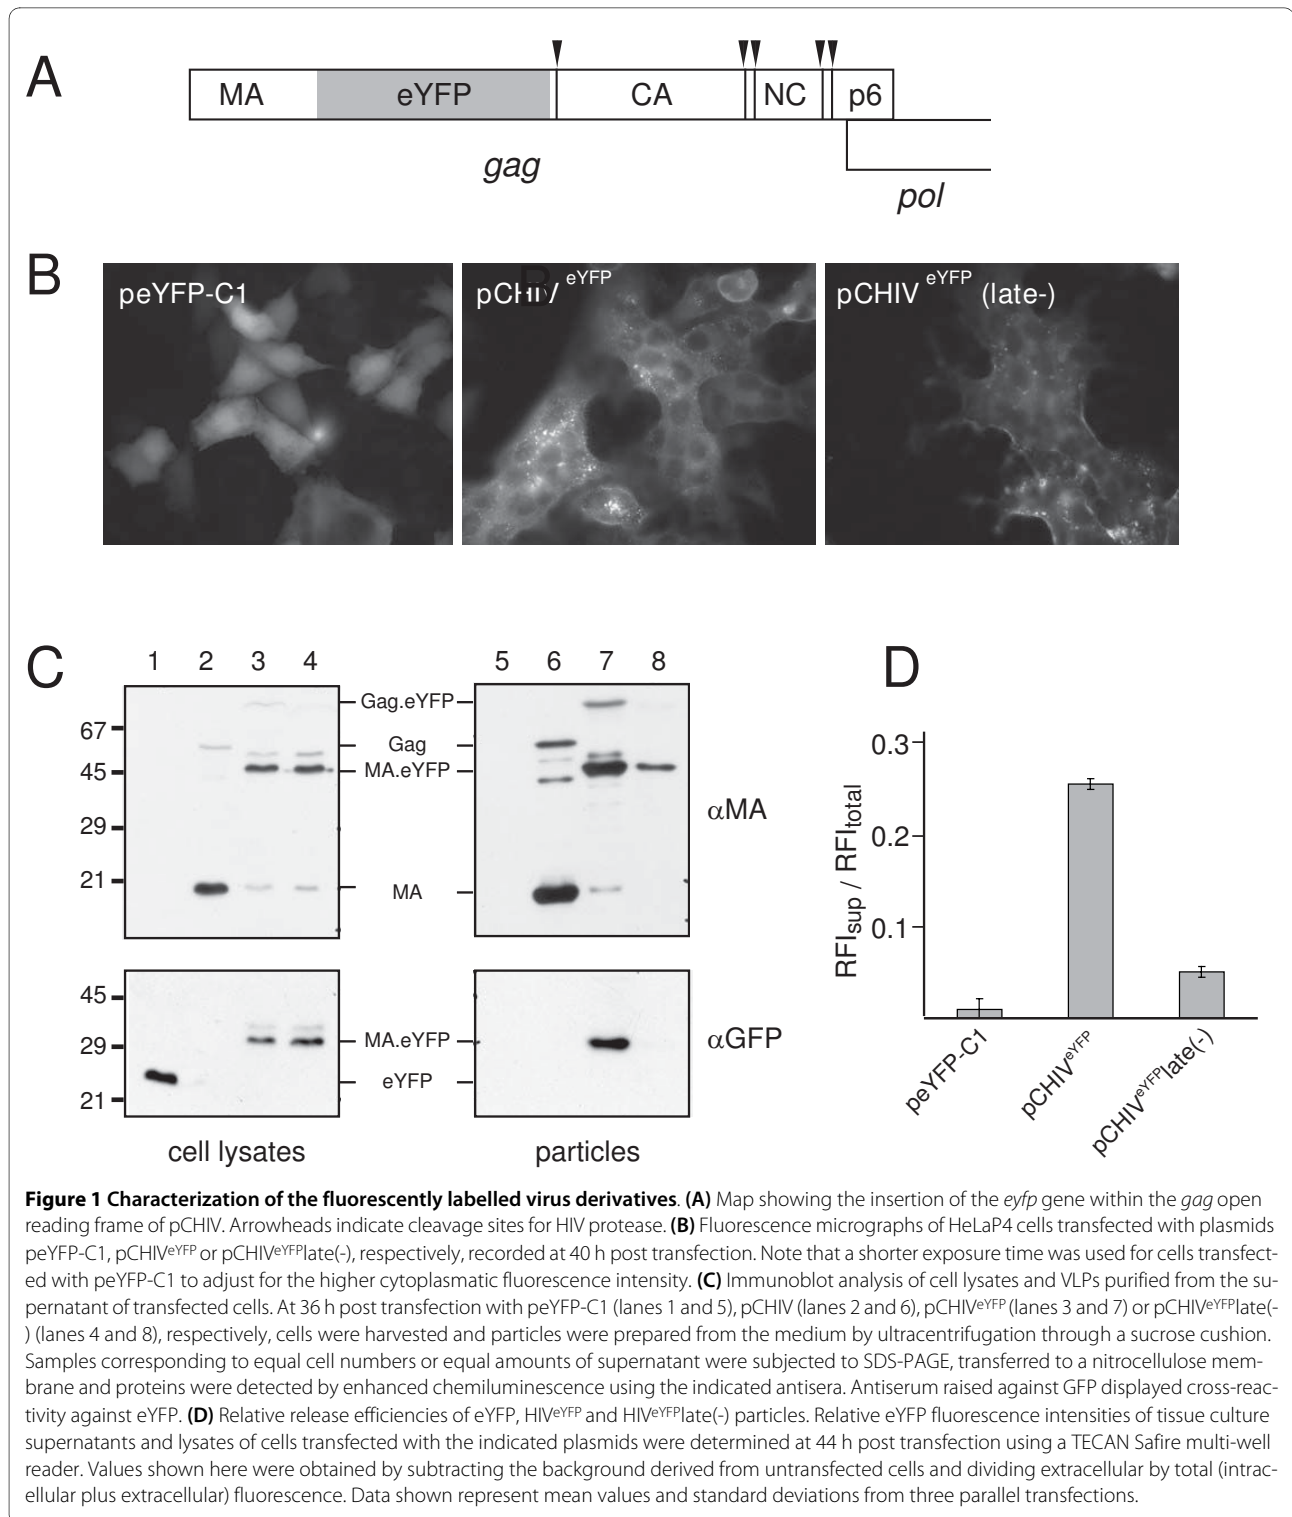 A
MA
eYFP
CA
NC
p6
gag
pol
B
peYFP-C1
pCHIV eYFP
B
pCHIV eYFP (late-)
C
1 2 3 4
5 6 7 8
Gag.eYFP
67
Gag
45
MA.eYFP
αMA
29
21
MA
45
MA.eYFP
29
αGFP
eYFP
21
cell lysates
particles
D
0.3
0.2
0.1
RFIsup / RFItotal
peYFP-C1
pCHIVeYFP
pCHIVeYFPlate(-)
Figure 1 Characterization of the fluorescently labelled virus derivatives. (A) Map showing the insertion of the eyfp gene within the gag open
reading frame of pCHIV. Arrowheads indicate cleavage sites for HIV protease. (B) Fluorescence micrographs of HeLaP4 cells transfected with plasmids
peYFP-C1, pCHIVeYFP or pCHIVeYFPlate(-), respectively, recorded at 40 h post transfection. Note that a shorter exposure time was used for cells transfect-
ed with peYFP-C1 to adjust for the higher cytoplasmatic fluorescence intensity. (C) Immunoblot analysis of cell lysates and VLPs purified from the su-
pernatant of transfected cells. At 36 h post transfection with peYFP-C1 (lanes 1 and 5), pCHIV (lanes 2 and 6), pCHIVeYFP (lanes 3 and 7) or pCHIVeYFPlate(-
) (lanes 4 and 8), respectively, cells were harvested and particles were prepared from the medium by ultracentrifugation through a sucrose cushion.
Samples corresponding to equal cell numbers or equal amounts of supernatant were subjected to SDS-PAGE, transferred to a nitrocellulose mem-
brane and proteins were detected by enhanced chemiluminescence using the indicated antisera. Antiserum raised against GFP displayed cross-reac-
tivity against eYFP. (D) Relative release efficiencies of eYFP, HIVeYFP and HIVeYFPlate(-) particles. Relative eYFP fluorescence intensities of tissue culture
supernatants and lysates of cells transfected with the indicated plasmids were determined at 44 h post transfection using a TECAN Safire multi-well
reader. Values shown here were obtained by subtracting the background derived from untransfected cells and dividing extracellular by total (intrac-
ellular plus extracellular) fluorescence. Data shown represent mean values and standard deviations from three parallel transfections.